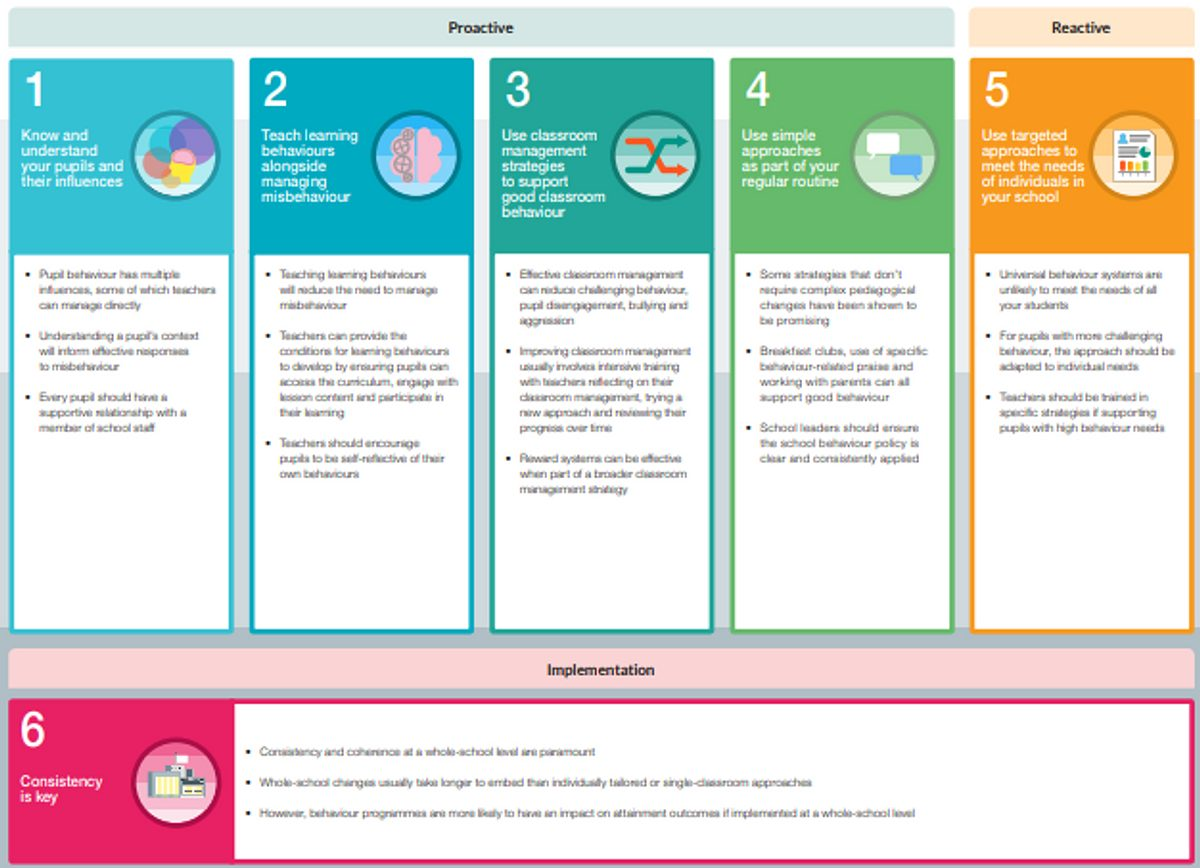 Proactive
Reactive
1
Know and
understand
your pupils and
their influences
• Pupil behaviour has multiple
influences, some of which teachers
can manage directly
• Understanding a pupil's context
will inform effective responses
to misbehaviour
• Every pupil should have a
supportive relationship with a
member of school staff
2
Teach learning
behaviours
alongside
managing
misbehaviour
• Teaching learning behaviours
will reduce the need to manage
misbehaviour
• Teachers can provide the
conditions for learning behaviours
to develop by ensuring pupils can
access the curriculum, engage with
lesson content and participate in
their learning
• Teachers should encourage
pupils to be self-reflective of their
own behaviours
3
Use classroom
management
strategies
to support
good classroom
behaviour
• Effective classroom management
can reduce challenging behaviour,
pupil disengagement, bullying and
aggression
• Improving classroom management
usually involves intensive training
with teachers reflecting on their
classroom management, trying a
new approach and reviewing their
progress over time
• Reward systems can be effective
when part of a broader classroom
management strategy
4
Use simple
approaches
as part of your
regular routine
• Some strategies that don't
require complex pedagogical
changes have been shown to
be promising
• Breakfast clubs, use of specific
behaviour-related praise and
working with parents can all
support good behaviour
• School leaders should ensure
the school behaviour policy is
clear and consistently applied
5
Use targeted
approaches to
meet the needs
of individuals in
your school
• Universal behaviour systems are
unlikely to meet the needs of all
your students
• For pupils with more challenging
behaviour, the approach should be
adapted to individual needs
• Teachers should be trained in
specific strategies if supporting
pupils with high behaviour needs
Implementation
6
Consistency
is key
• Consistency and coherence at a whole-school level are paramount
• Whole-school changes usually take longer to embed than individually tailored or single-classroom approaches
• However, behaviour programmes are more likely to have an impact on attainment outcomes if implemented at a whole-school level